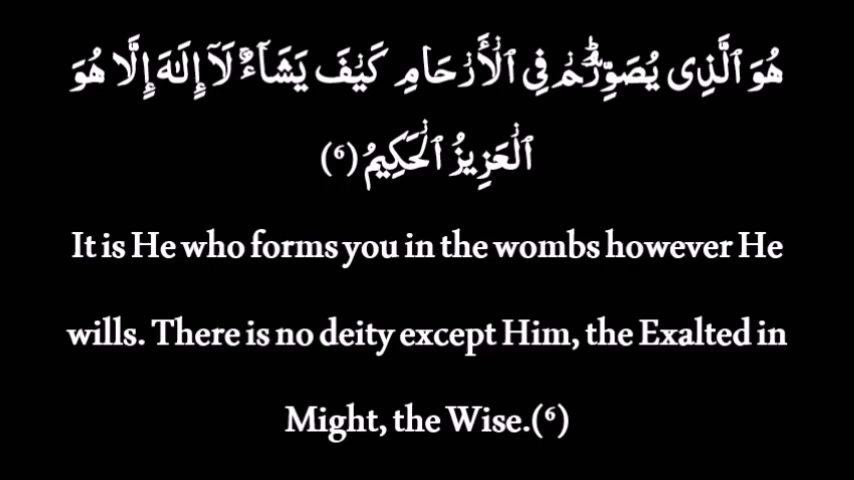 هُوَ ٱلَّذِى يُصَوِّرُكُمْ فِى ٱلْأَرْحَامِ كَيْفَ يَشَآءُ ۚ لَآ إِلَـٰهَ إِلَّا هُوَ
ٱلْعَزِيزُ ٱلْحَكِيمُ (٦)
It is He who forms you in the wombs however He
wills. There is no deity except Him, the Exalted in
Might, the Wise.(٦)